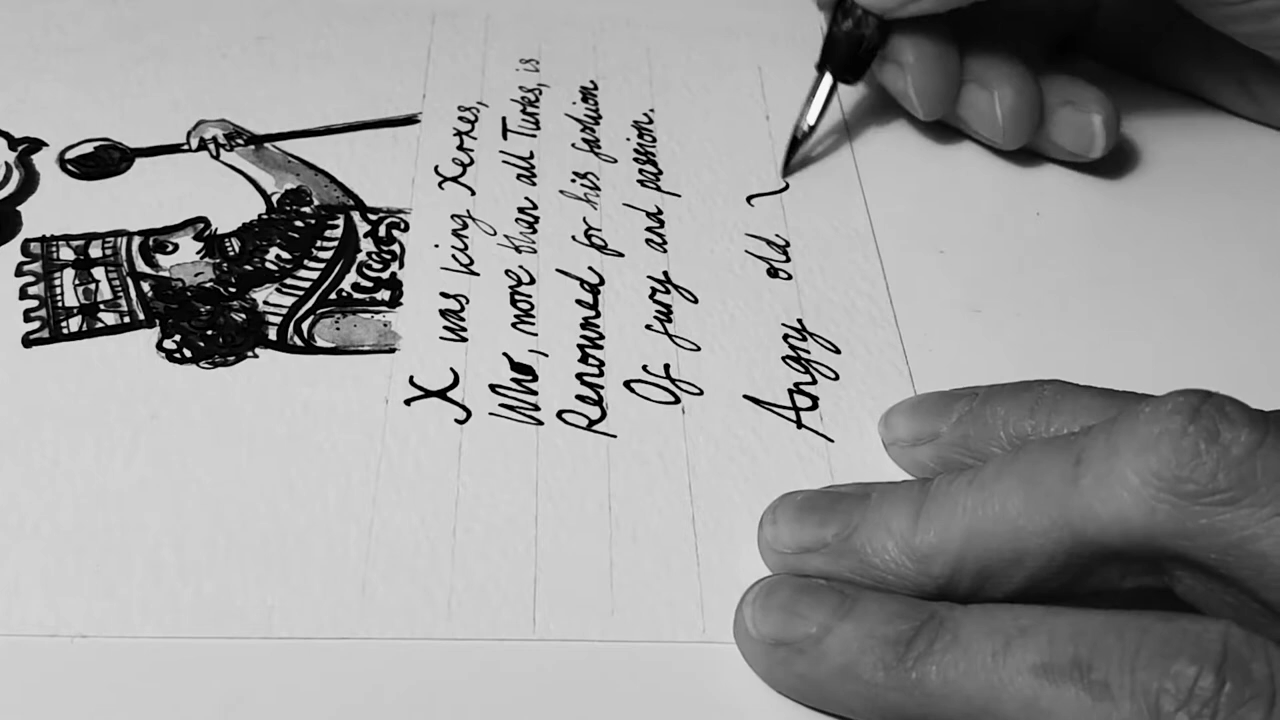 X was king Xerxes,
Who, more than all Turks, is
Renowned for his fashion
Of fury and passion.
Angry old